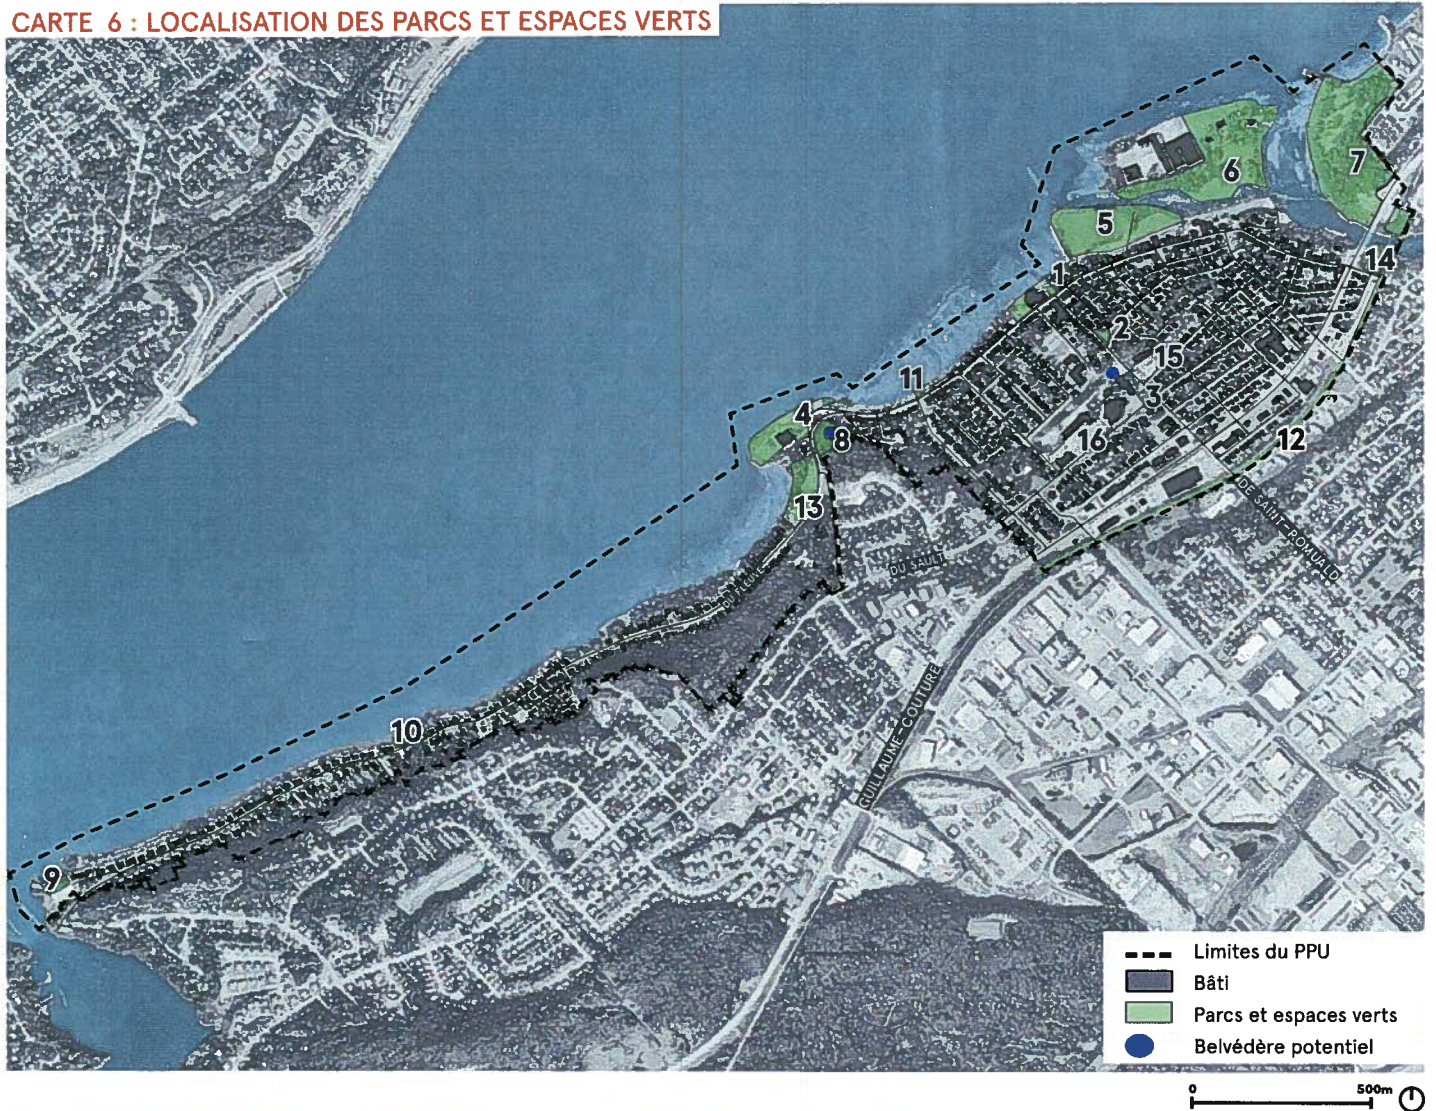 CARTE 6 : LOCALISATION DES PARCS ET ESPACES VERTS
7
6
5
14
1
2
15
11
3
4
8
16
12
13
DE SAINT-ROMUALD
DU SAULT
DU FLEUVE
GUILLAUME-COUTURE
10
9
Limites du PPU
Bâti
Parcs et espaces verts
Belvédère potentiel
0 500m